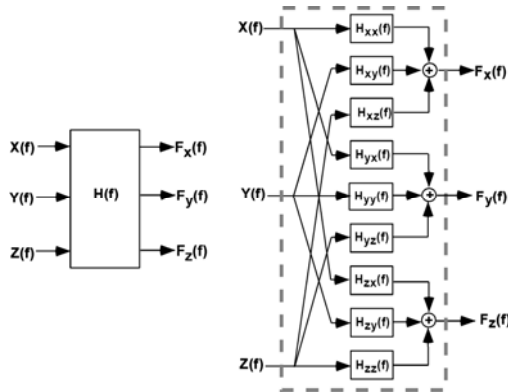 X(f)
Y(f)
Z(f)
H(f)
Fx(f)
Fy(f)
Fz(f)
X(f)
Y(f)
Z(f)
Hxx(f)
Hxy(f)
+
Hxz(f)
Hyx(f)
Hyy(f)
+
Hyz(f)
Hzx(f)
Hzy(f)
+
Hzz(f)
Fx(f)
Fy(f)
Fz(f)